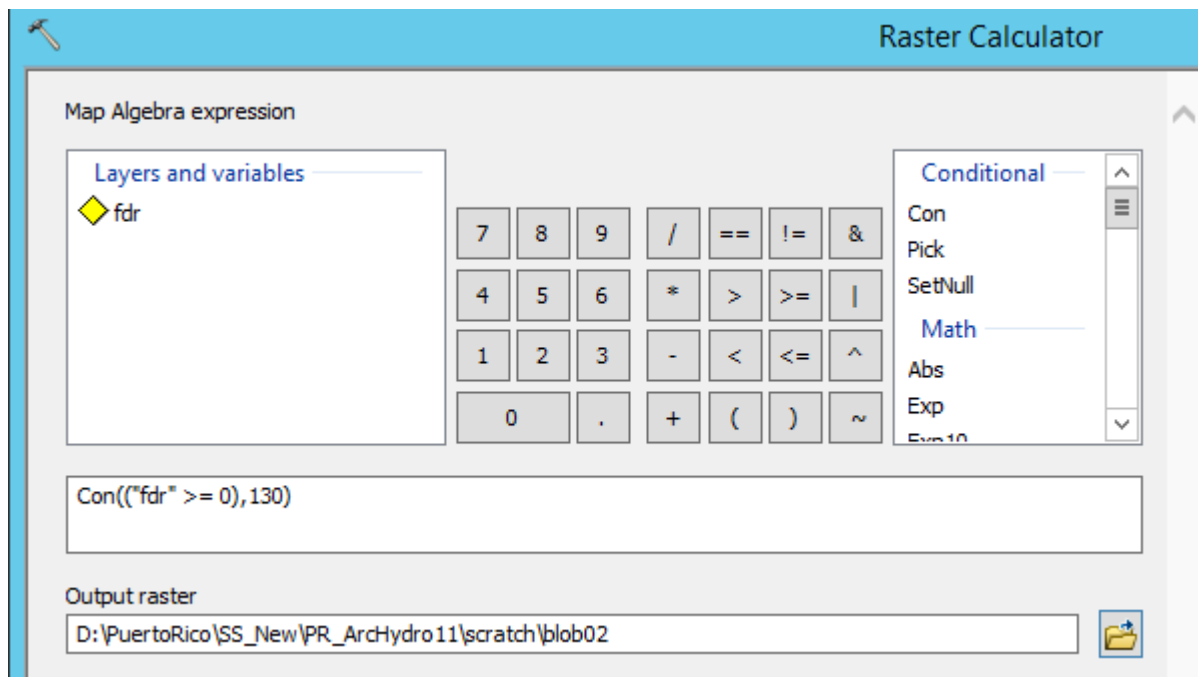 Raster Calculator
Map Algebra expression
Layers and variables
fdr
7 8 9 / == != &
4 5 6 * > >= |
1 2 3 - < <= ^
0 . + ( ) ~
Conditional
Con
Pick
SetNull
Math
Abs
Exp
Exp10
Con(("fdr" >= 0),130)
Output raster
D:\PuertoRico\SS_New\PR_ArcHydro11\scratch\blob02